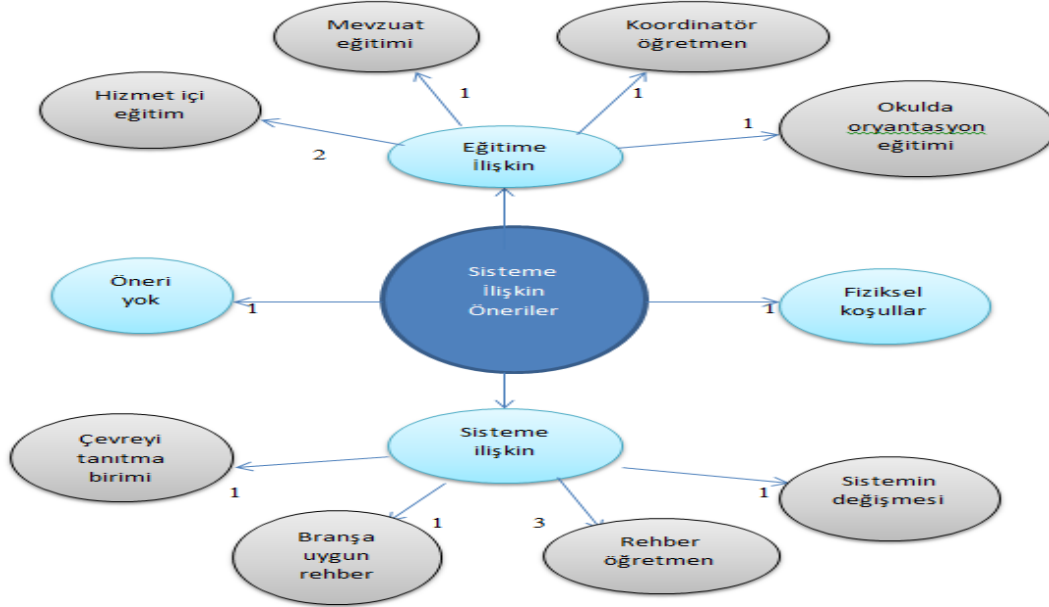 Mevzuat
eğitimi
Koordinatör
öğretmen
Hizmet içi
eğitim
Okulda
oryantasyon
eğitimi
1
1
1
2
Eğitime
İlişkin
Sisteme
İlişkin
Öneriler
Öneri
yok
1
Fiziksel
koşullar
1
Sisteme
ilişkin
Çevreyi
tanıtma
birimi
1
Branşa
uygun
rehber
1
Rehber
öğretmen
3
Sistemin
değişmesi
1